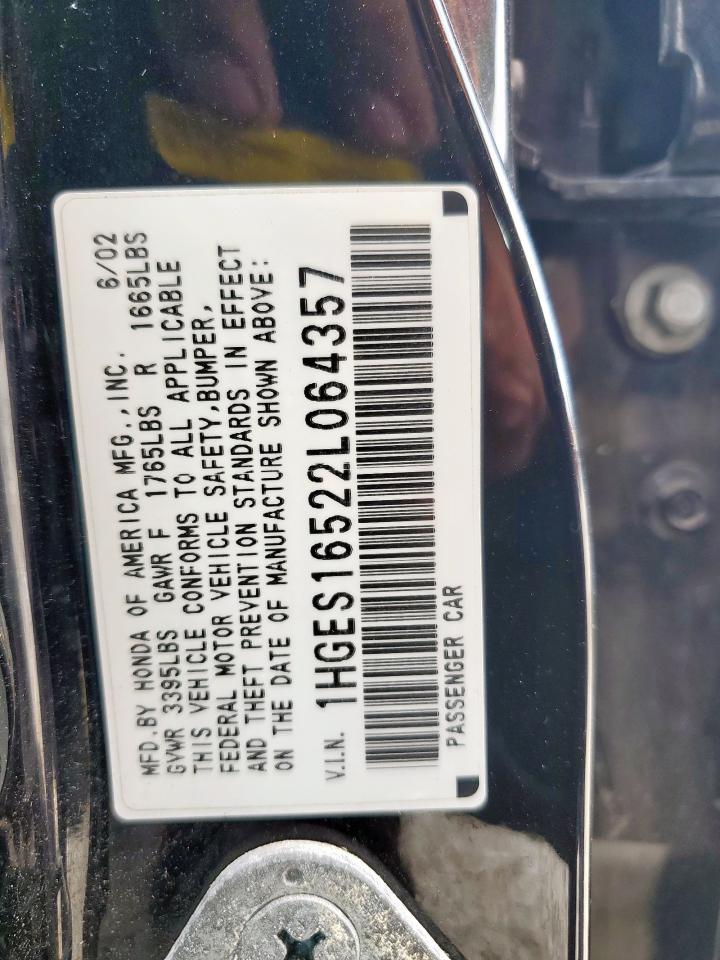 MFD.BY HONDA OF AMERICA MFG.,INC. 6/02
GVWR 3395LBS GAWR F 1765LBS R 1665LBS
THIS VEHICLE CONFORMS TO ALL APPLICABLE
FEDERAL MOTOR VEHICLE SAFETY,BUMPER,
AND THEFT PREVENTION STANDARDS IN EFFECT
ON THE DATE OF MANUFACTURE SHOWN ABOVE:
V.I.N. 1HGES16522L064357
PASSENGER CAR